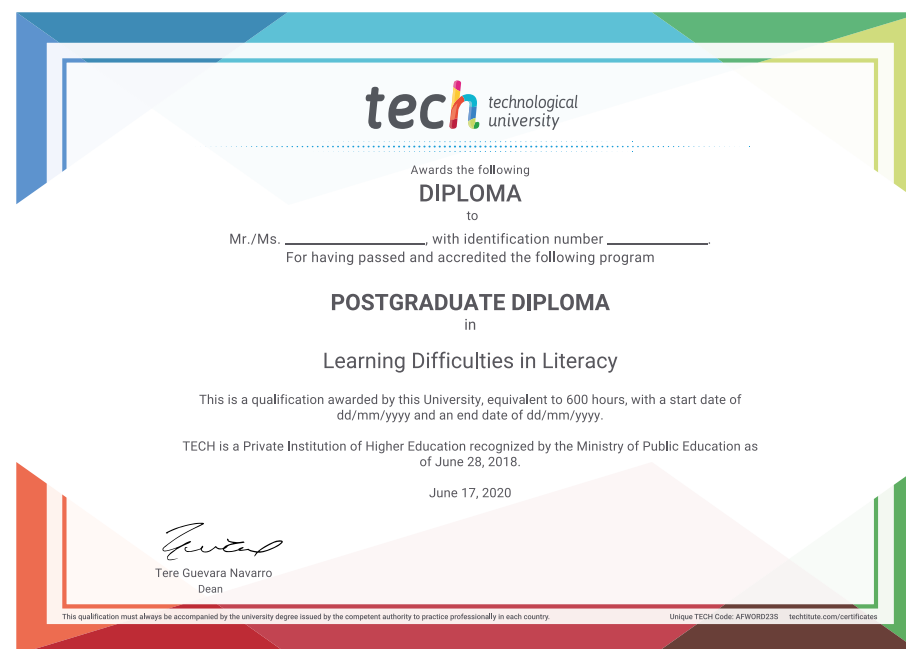 tech technological
university
Awards the following
DIPLOMA
to
Mr./Ms. ____________________, with identification number ______________.
For having passed and accredited the following program
POSTGRADUATE DIPLOMA
in
Learning Difficulties in Literacy
This is a qualification awarded by this University, equivalent to 600 hours, with a start date of
dd/mm/yyyy and an end date of dd/mm/yyyy.
TECH is a Private Institution of Higher Education recognized by the Ministry of Public Education as
of June 28, 2018.
June 17, 2020
Tere Guevara Navarro
Dean
This qualification must always be accompanied by the university degree issued by the competent authority to practice professionally in each country.
Unique TECH Code: AFWORD23S techtitute.com/certificates